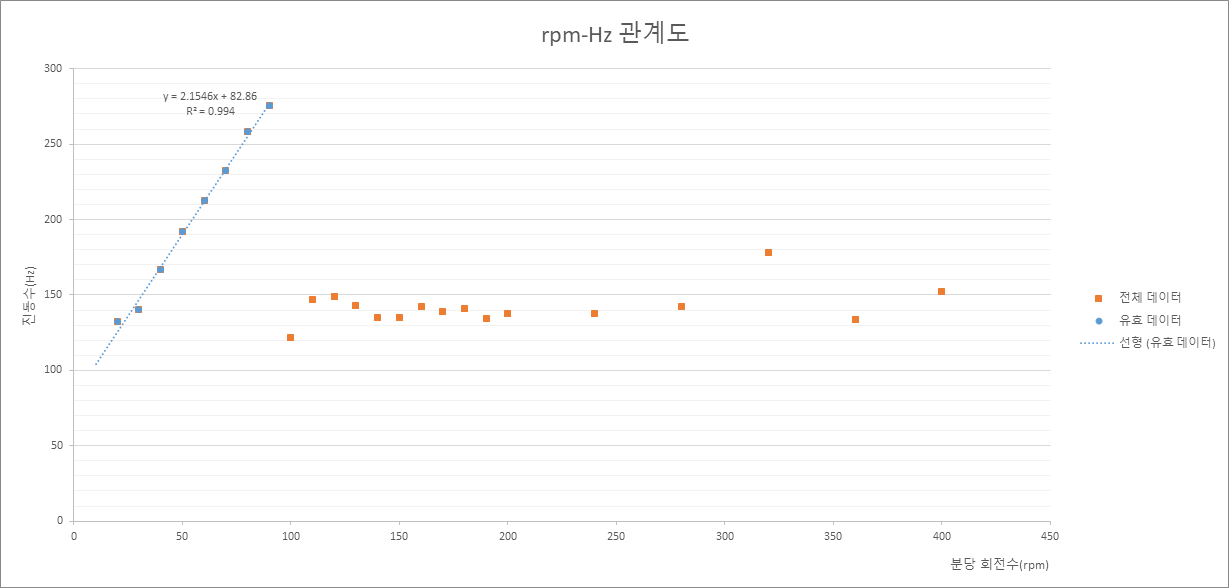 rpm-Hz 관계도
y = 2.1546x + 82.86
R² = 0.994
진동수(Hz)
300
250
200
150
100
50
0
0 50 100 150 200 250 300 350 400 450
분당 회전수(rpm)
전체 데이터
유효 데이터
선형 (유효 데이터)